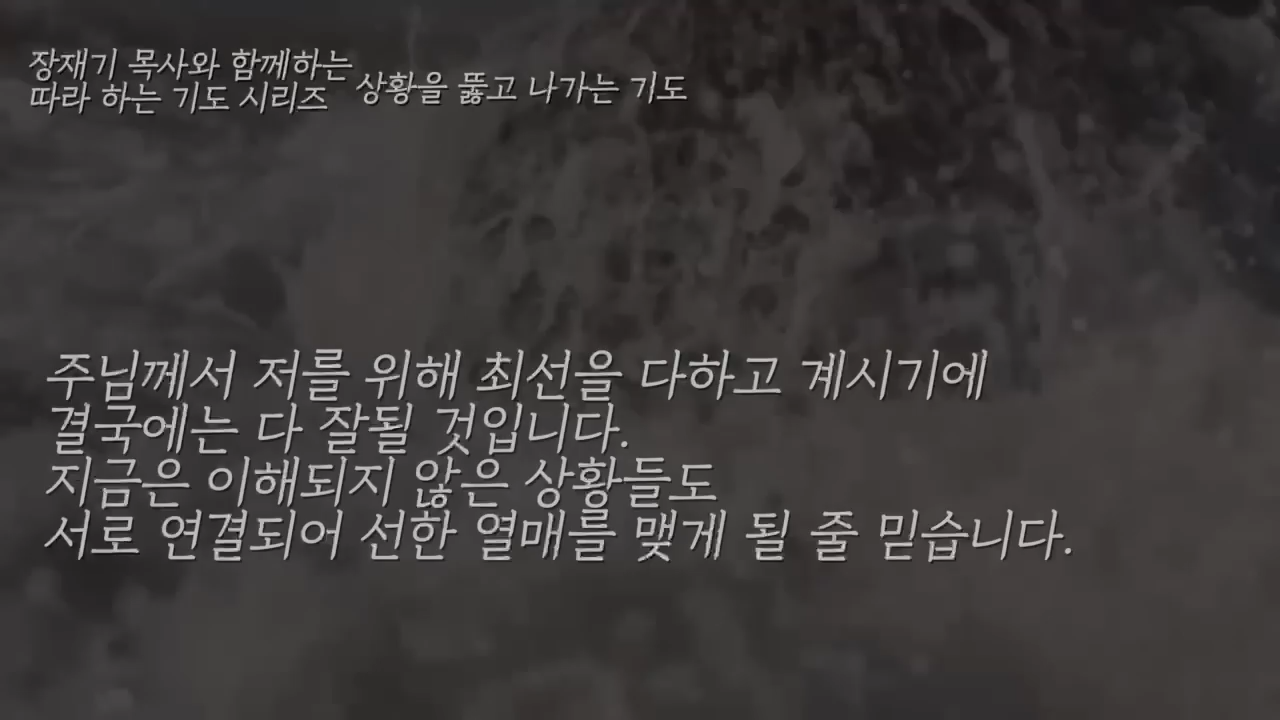 장재기 목사와 함께하는
따라 하는 기도 시리즈
상황을 뚫고 나가는 기도
주님께서 저를 위해 최선을 다하고 계시기에
결국에는 다 잘될 것입니다.
지금은 이해되지 않은 상황들도
서로 연결되어 선한 열매를 맺게 될 줄 믿습니다.